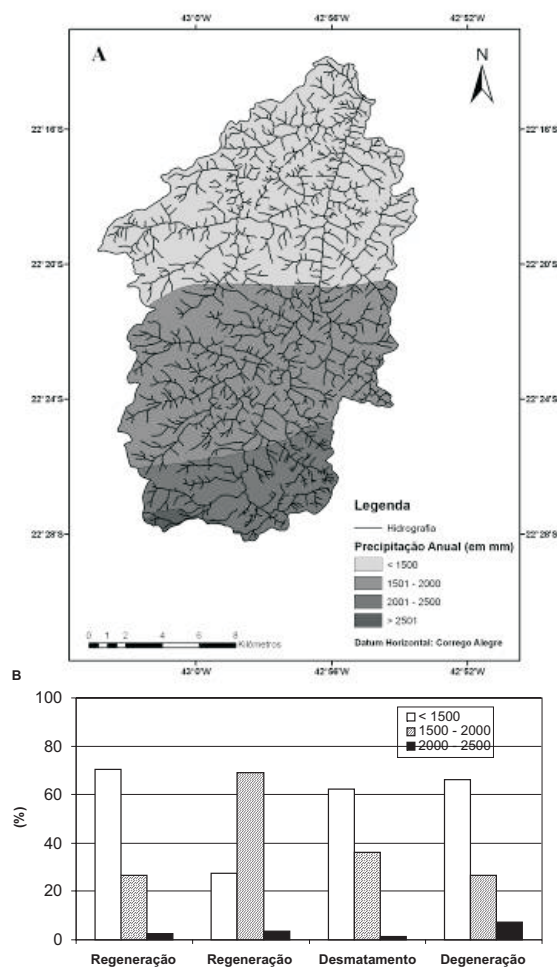 43°0'W 42°56'W 42°52'W
A
N
22°16'S 22°16'S
22°20'S 22°20'S
22°24'S 22°24'S
22°28'S 22°28'S
Legenda
Hidrografia
Precipitação Anual (em mm)
< 1500
1501 - 2000
2001 - 2500
> 2501
Datum Horizontal: Corrego Alegre
0 1 2 4 6 8
Kilômetros
43°0'W 42°56'W 42°52'W
B
100
80
60
40
20
0
(%)
< 1500
1500 - 2000
2000 - 2500
Regeneração Regeneração Desmatamento Degeneração